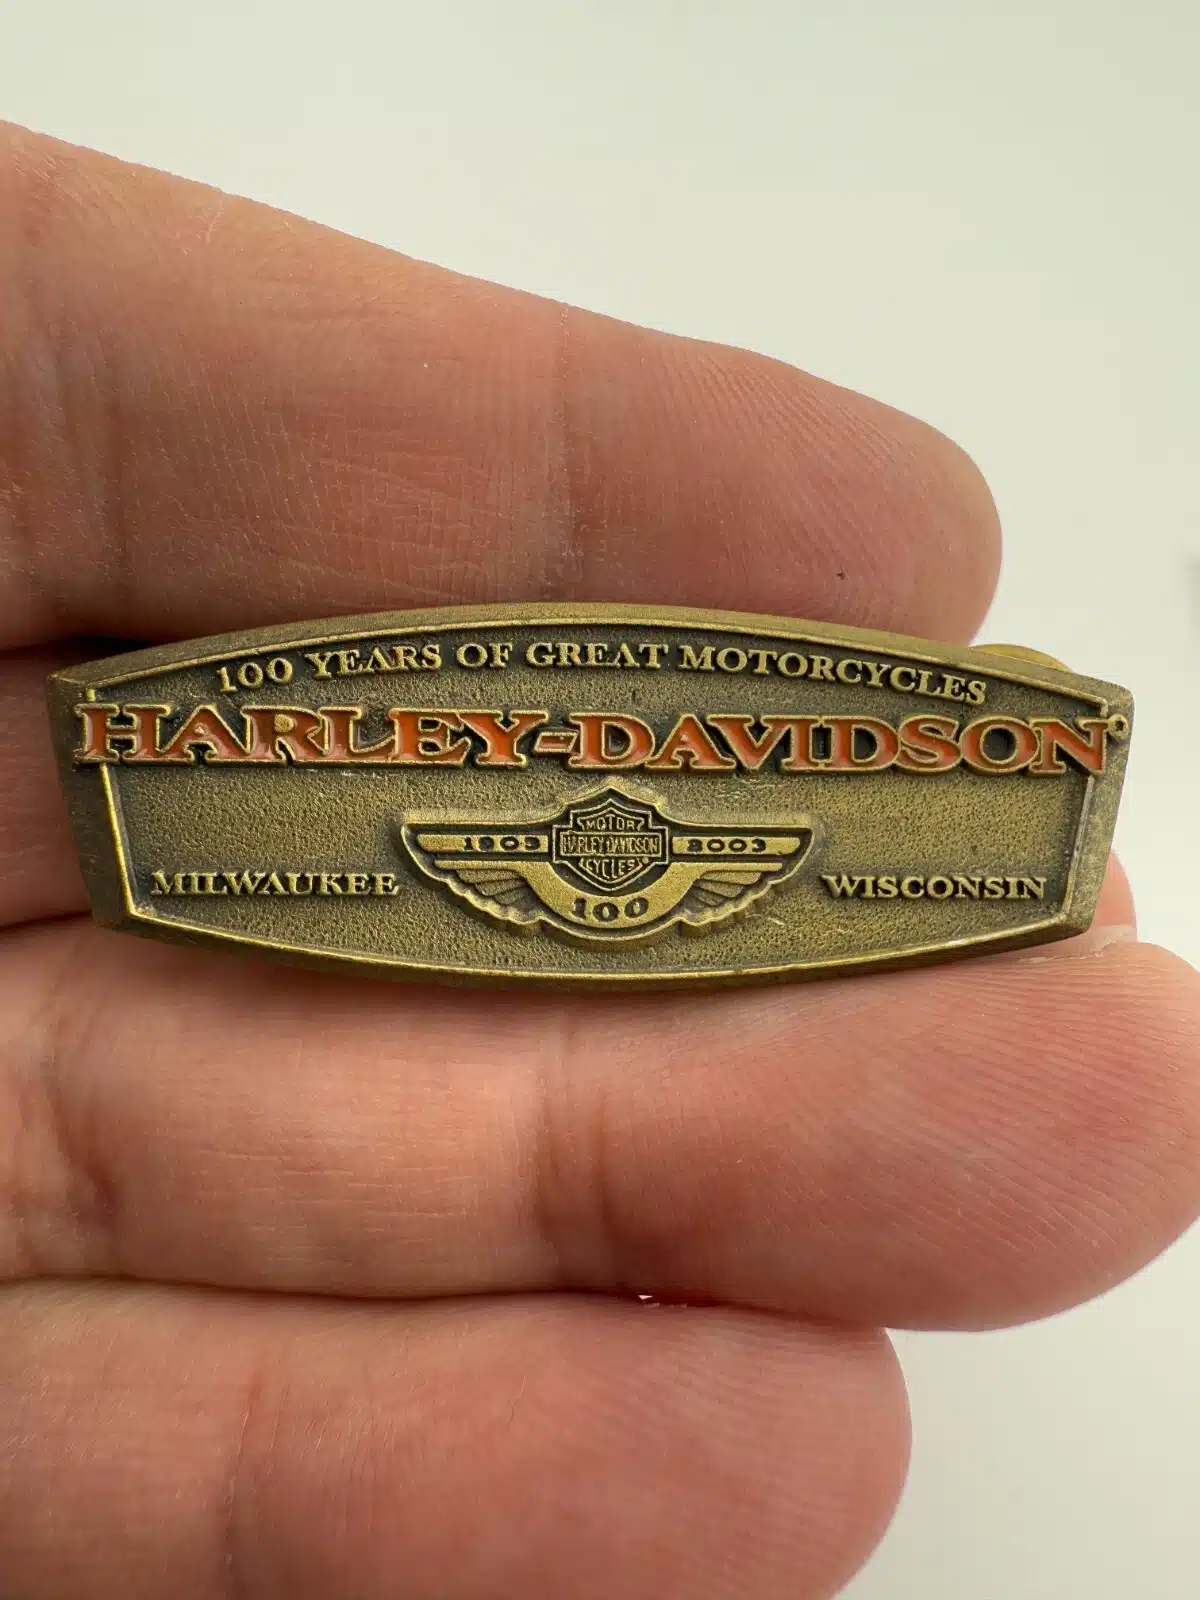 100 YEARS OF GREAT MOTORCYCLES
HARLEY-DAVIDSON®
MOTOR
1903 HARLEY-DAVIDSON 2003
CYCLES
MILWAUKEE 100 WISCONSIN